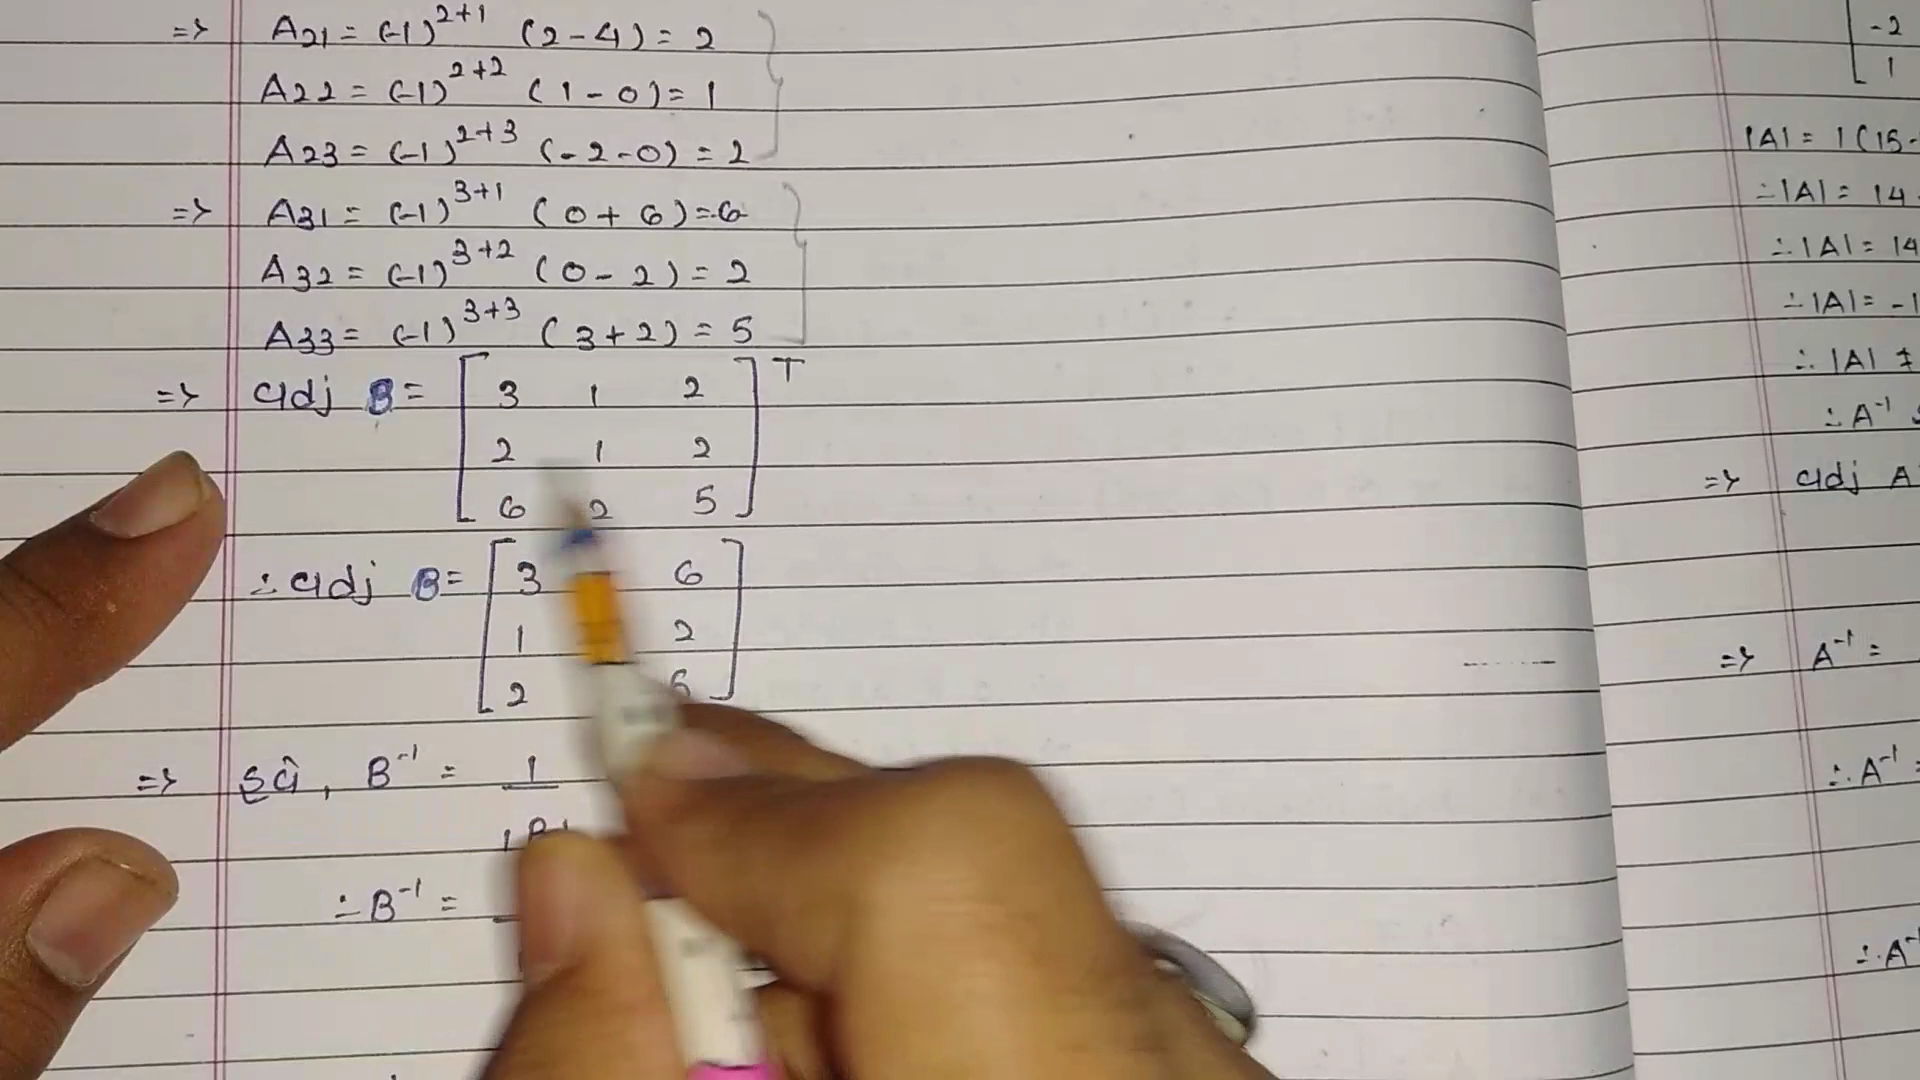 => A21 = (-1)^2+1 (2-4) = 2
A22 = (-1)^2+2 (1-0) = 1
A23 = (-1)^2+3 (-2-0) = 2
=> A31 = (-1)^3+1 (0+6) = 6
A32 = (-1)^3+2 (0-2) = 2
A33 = (-1)^3+3 (3+2) = 5
=> adj B = [ 3 1 2 ]^T
2 1 2
6 2 5
∴ adj B = [ 3 6 ]
1 2
2 5
=> B^-1 = 1
|B|
∴ B^-1 =
-2
1
|A| = 1(15-
∴ |A| = 14
∴ |A| = 14
∴ |A| = -1
∴ |A| ≠
∴ A^-1
=> adj A
=> A^-1 =
∴ A^-1 =
∴ A^-1